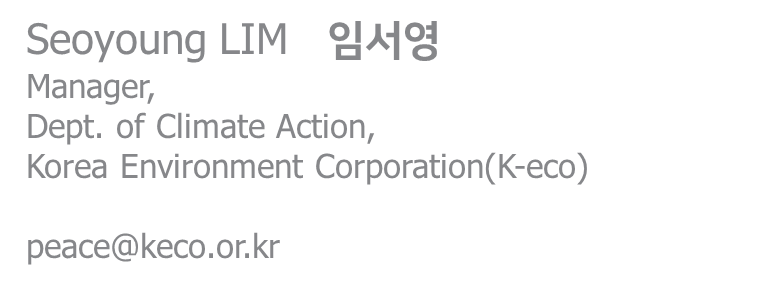 Seoyoung LIM 임서영
Manager,
Dept. of Climate Action,
Korea Environment Corporation(K-eco)
peace@keco.or.kr